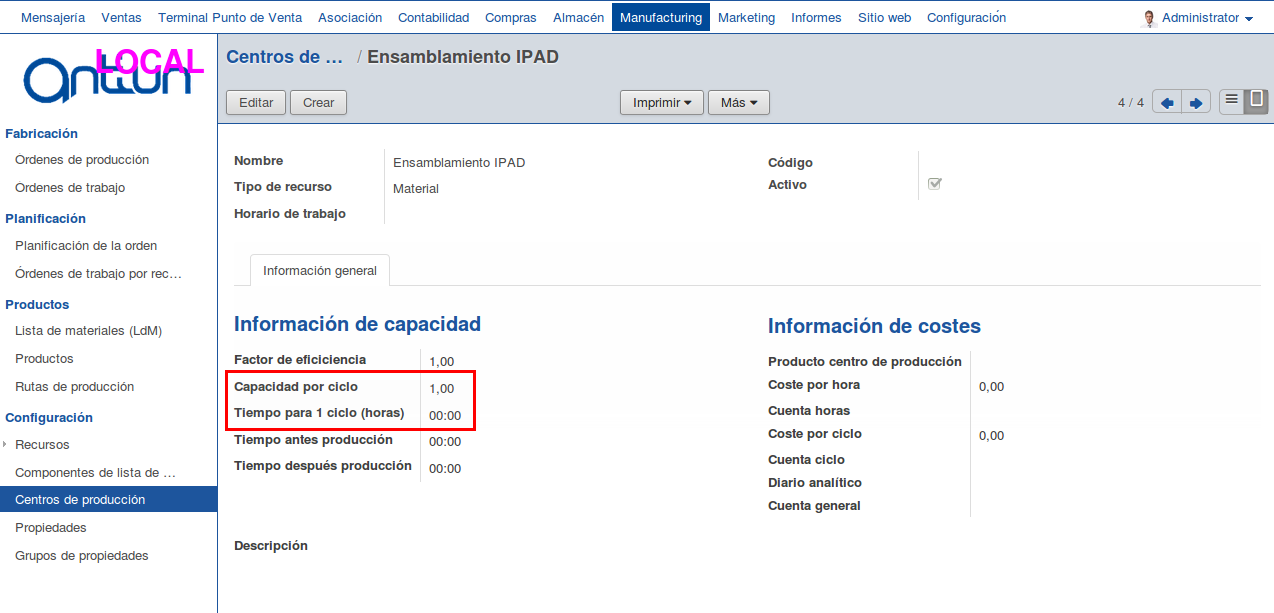 Mensajería Ventas Terminal Punto de Venta Asociación Contabilidad Compras Almacén Manufacturing Marketing Informes Sitio web Configuración Administrator
LOCAL
antiun
Fabricación
Órdenes de producción
Órdenes de trabajo
Planificación
Planificación de la orden
Órdenes de trabajo por rec…
Productos
Lista de materiales (LdM)
Productos
Rutas de producción
Configuración
Recursos
Componentes de lista de …
Centros de producción
Propiedades
Grupos de propiedades
Centros de … / Ensamblamiento IPAD
Editar Crear Imprimir Más 4 / 4
Nombre Ensamblamiento IPAD
Tipo de recurso Material
Horario de trabajo
Código
Activo
Información general
Información de capacidad
Factor de eficiciencia 1,00
Capacidad por ciclo 1,00
Tiempo para 1 ciclo (horas) 00:00
Tiempo antes producción 00:00
Tiempo después producción 00:00
Información de costes
Producto centro de producción
Coste por hora 0,00
Cuenta horas
Coste por ciclo 0,00
Cuenta ciclo
Diario analítico
Cuenta general
Descripción